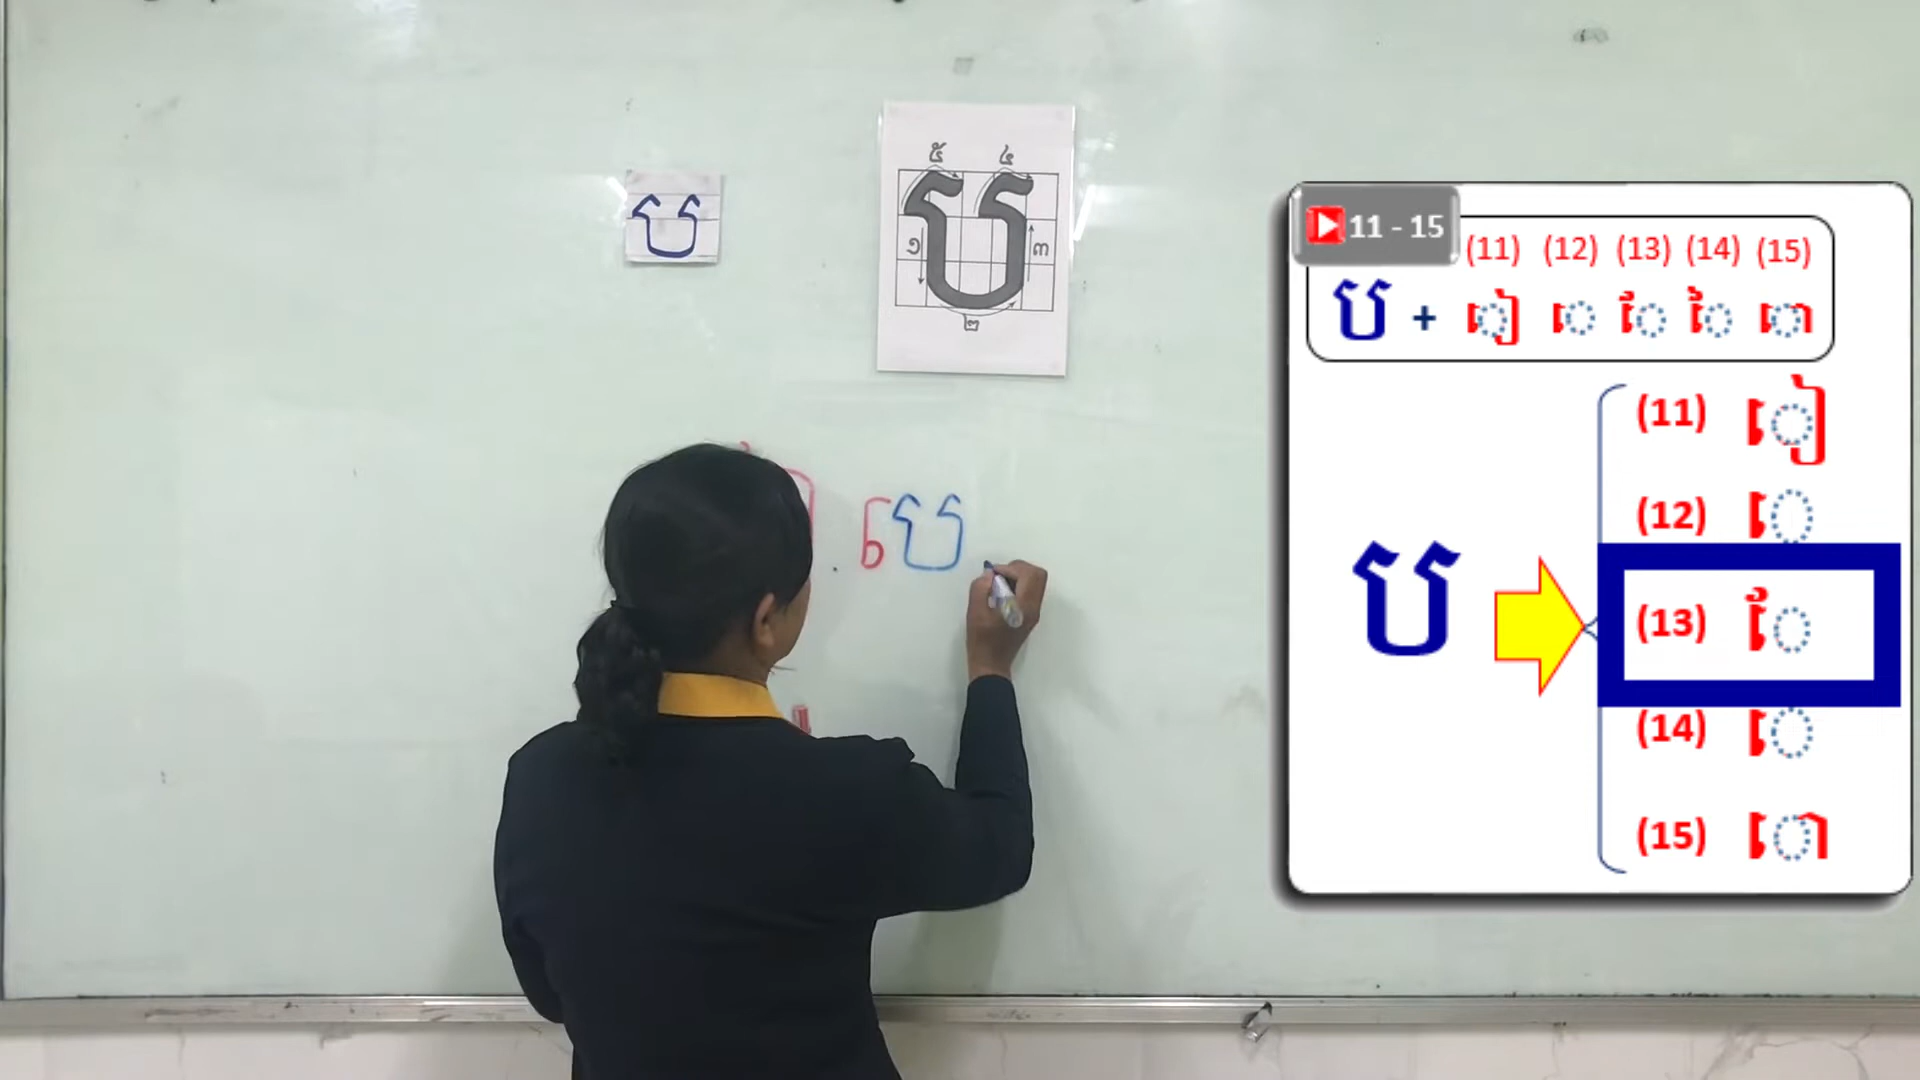 ៥ ៤
ប
ប
១ ៣
២
បេ
11 - 15
(11) (12) (13) (14) (15)
ប + ◌ៀ ◌េ ◌ែ ◌ៃ ◌ោ
(11) ◌ៀ
(12) ◌េ
ប
(13) ◌ែ
(14) ◌ៃ
(15) ◌ោ